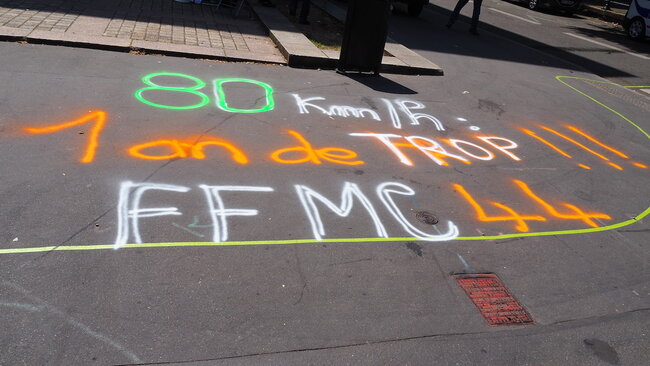 80 Km/h :
1 an de TROP !!!
FFMC 44